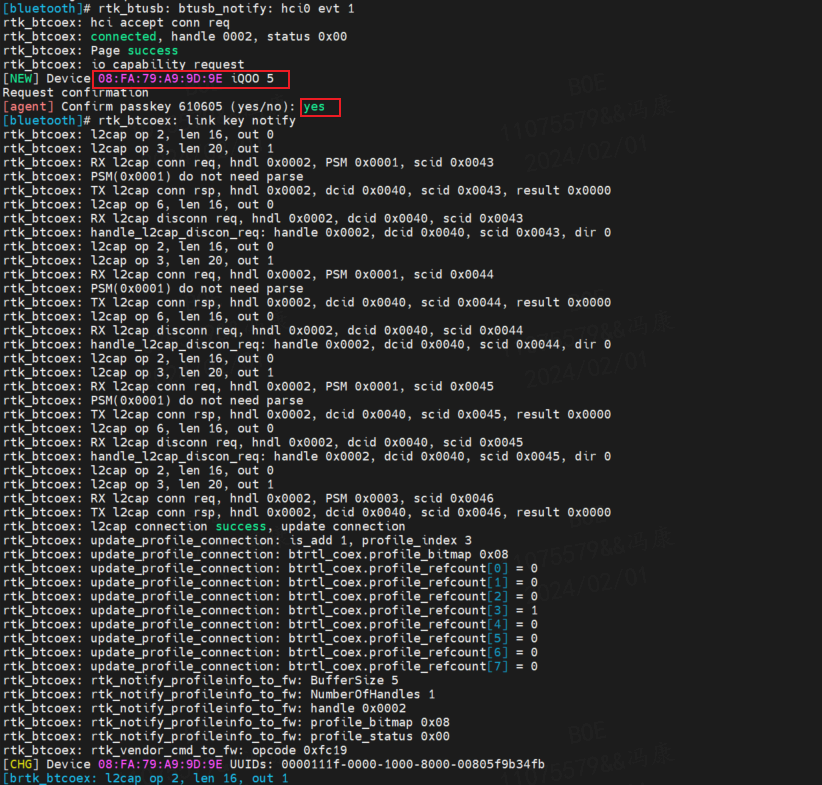 [bluetooth]# rtk_btusb: btusb_notify: hci0 evt 1
rtk_btcoex: hci accept conn req
rtk_btcoex: connected, handle 0002, status 0x00
rtk_btcoex: Page success
rtk_btcoex: io capability request
[NEW] Device 08:FA:79:A9:9D:9E iQOO 5
Request confirmation
[agent] Confirm passkey 610605 (yes/no): yes
[bluetooth]# rtk_btcoex: link key notify
rtk_btcoex: l2cap op 2, len 16, out 0
rtk_btcoex: l2cap op 3, len 20, out 1
rtk_btcoex: RX l2cap conn req, hndl 0x0002, PSM 0x0001, scid 0x0043
rtk_btcoex: PSM(0x0001) do not need parse
rtk_btcoex: TX l2cap conn rsp, hndl 0x0002, dcid 0x0040, scid 0x0043, result 0x0000
rtk_btcoex: l2cap op 6, len 16, out 0
rtk_btcoex: RX l2cap disconn req, hndl 0x0002, dcid 0x0040, scid 0x0043
rtk_btcoex: handle_l2cap_discon_req: handle 0x0002, dcid 0x0040, scid 0x0043, dir 0
rtk_btcoex: l2cap op 2, len 16, out 0
rtk_btcoex: l2cap op 3, len 20, out 1
rtk_btcoex: RX l2cap conn req, hndl 0x0002, PSM 0x0001, scid 0x0044
rtk_btcoex: PSM(0x0001) do not need parse
rtk_btcoex: TX l2cap conn rsp, hndl 0x0002, dcid 0x0040, scid 0x0044, result 0x0000
rtk_btcoex: l2cap op 6, len 16, out 0
rtk_btcoex: RX l2cap disconn req, hndl 0x0002, dcid 0x0040, scid 0x0044
rtk_btcoex: handle_l2cap_discon_req: handle 0x0002, dcid 0x0040, scid 0x0044, dir 0
rtk_btcoex: l2cap op 2, len 16, out 0
rtk_btcoex: l2cap op 3, len 20, out 1
rtk_btcoex: RX l2cap conn req, hndl 0x0002, PSM 0x0001, scid 0x0045
rtk_btcoex: PSM(0x0001) do not need parse
rtk_btcoex: TX l2cap conn rsp, hndl 0x0002, dcid 0x0040, scid 0x0045, result 0x0000
rtk_btcoex: l2cap op 6, len 16, out 0
rtk_btcoex: RX l2cap disconn req, hndl 0x0002, dcid 0x0040, scid 0x0045
rtk_btcoex: handle_l2cap_discon_req: handle 0x0002, dcid 0x0040, scid 0x0045, dir 0
rtk_btcoex: l2cap op 2, len 16, out 0
rtk_btcoex: l2cap op 3, len 20, out 1
rtk_btcoex: RX l2cap conn req, hndl 0x0002, PSM 0x0003, scid 0x0046
rtk_btcoex: TX l2cap conn rsp, hndl 0x0002, dcid 0x0040, scid 0x0046, result 0x0000
rtk_btcoex: l2cap connection success, update connection
rtk_btcoex: update_profile_connection: is_add 1, profile_index 3
rtk_btcoex: update_profile_connection: btrtl_coex.profile_bitmap 0x08
rtk_btcoex: update_profile_connection: btrtl_coex.profile_refcount[0] = 0
rtk_btcoex: update_profile_connection: btrtl_coex.profile_refcount[1] = 0
rtk_btcoex: update_profile_connection: btrtl_coex.profile_refcount[2] = 0
rtk_btcoex: update_profile_connection: btrtl_coex.profile_refcount[3] = 1
rtk_btcoex: update_profile_connection: btrtl_coex.profile_refcount[4] = 0
rtk_btcoex: update_profile_connection: btrtl_coex.profile_refcount[5] = 0
rtk_btcoex: update_profile_connection: btrtl_coex.profile_refcount[6] = 0
rtk_btcoex: update_profile_connection: btrtl_coex.profile_refcount[7] = 0
rtk_btcoex: rtk_notify_profileinfo_to_fw: BufferSize 5
rtk_btcoex: rtk_notify_profileinfo_to_fw: NumberOfHandles 1
rtk_btcoex: rtk_notify_profileinfo_to_fw: handle 0x0002
rtk_btcoex: rtk_notify_profileinfo_to_fw: profile_bitmap 0x08
rtk_btcoex: rtk_notify_profileinfo_to_fw: profile_status 0x00
rtk_btcoex: rtk_vendor_cmd_to_fw: opcode 0xfc19
[CHG] Device 08:FA:79:A9:9D:9E UUIDs: 0000111f-0000-1000-8000-00805f9b34fb
[brtk_btcoex: l2cap op 2, len 16, out 1
BOE
2024/02/01